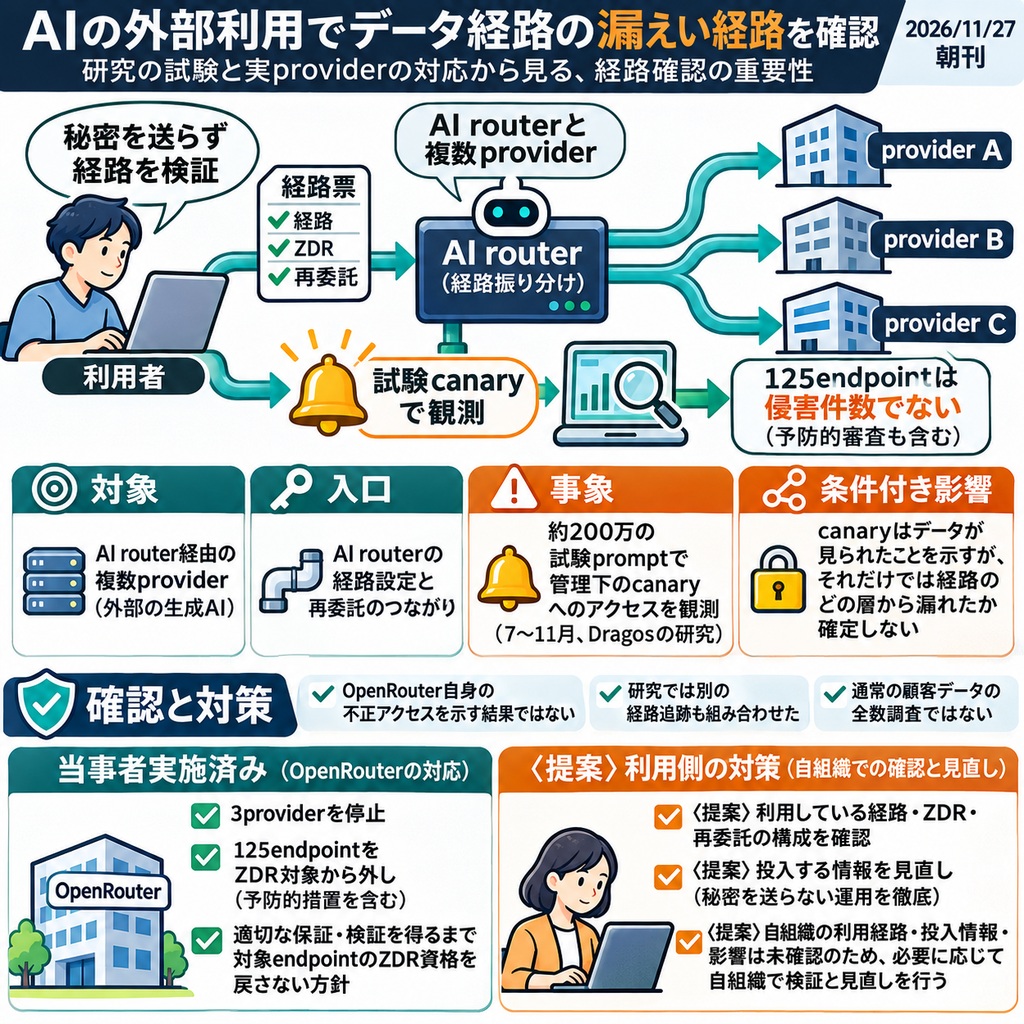 AIの外部利用でデータ経路の漏えい経路を確認
研究の試験と実providerの対応から見る、経路確認の重要性
2026/11/27
朝刊
秘密を送らず
経路を検証
経路票
経路
ZDR
再委託
AI routerと
複数provider
AI router
（経路振り分け）
provider A
provider B
provider C
利用者
試験canary
で観測
125endpointは
侵害件数でない
（予防的審査も含む）
対象
AI router経由の
複数provider
（外部の生成AI）
入口
AI routerの
経路設定と
再委託のつながり
事象
約200万の
試験promptで
管理下のcanary
へのアクセスを観測
（7〜11月、Dragosの研究）
条件付き影響
canaryはデータが
見られたことを示すが、
それだけでは経路の
どの層から漏れたか
確定しない
確認と対策
OpenRouter自身の
不正アクセスを示す結果ではない
研究では別の
経路追跡も組み合わせた
通常の顧客データの
全数調査ではない
当事者実施済み（OpenRouterの対応）
OpenRouter
3providerを停止
125endpointを
ZDR対象から外し
（予防的措置を含む）
適切な保証・検証を得るまで
対象endpointのZDR資格を
戻さない方針
〈提案〉利用側の対策（自組織での確認と見直し）
〈提案〉利用している経路・ZDR・
再委託の構成を確認
〈提案〉投入する情報を見直し
（秘密を送らない運用を徹底）
〈提案〉自組織の利用経路・投入情報・
影響は未確認のため、必要に応じて
自組織で検証と見直しを行う